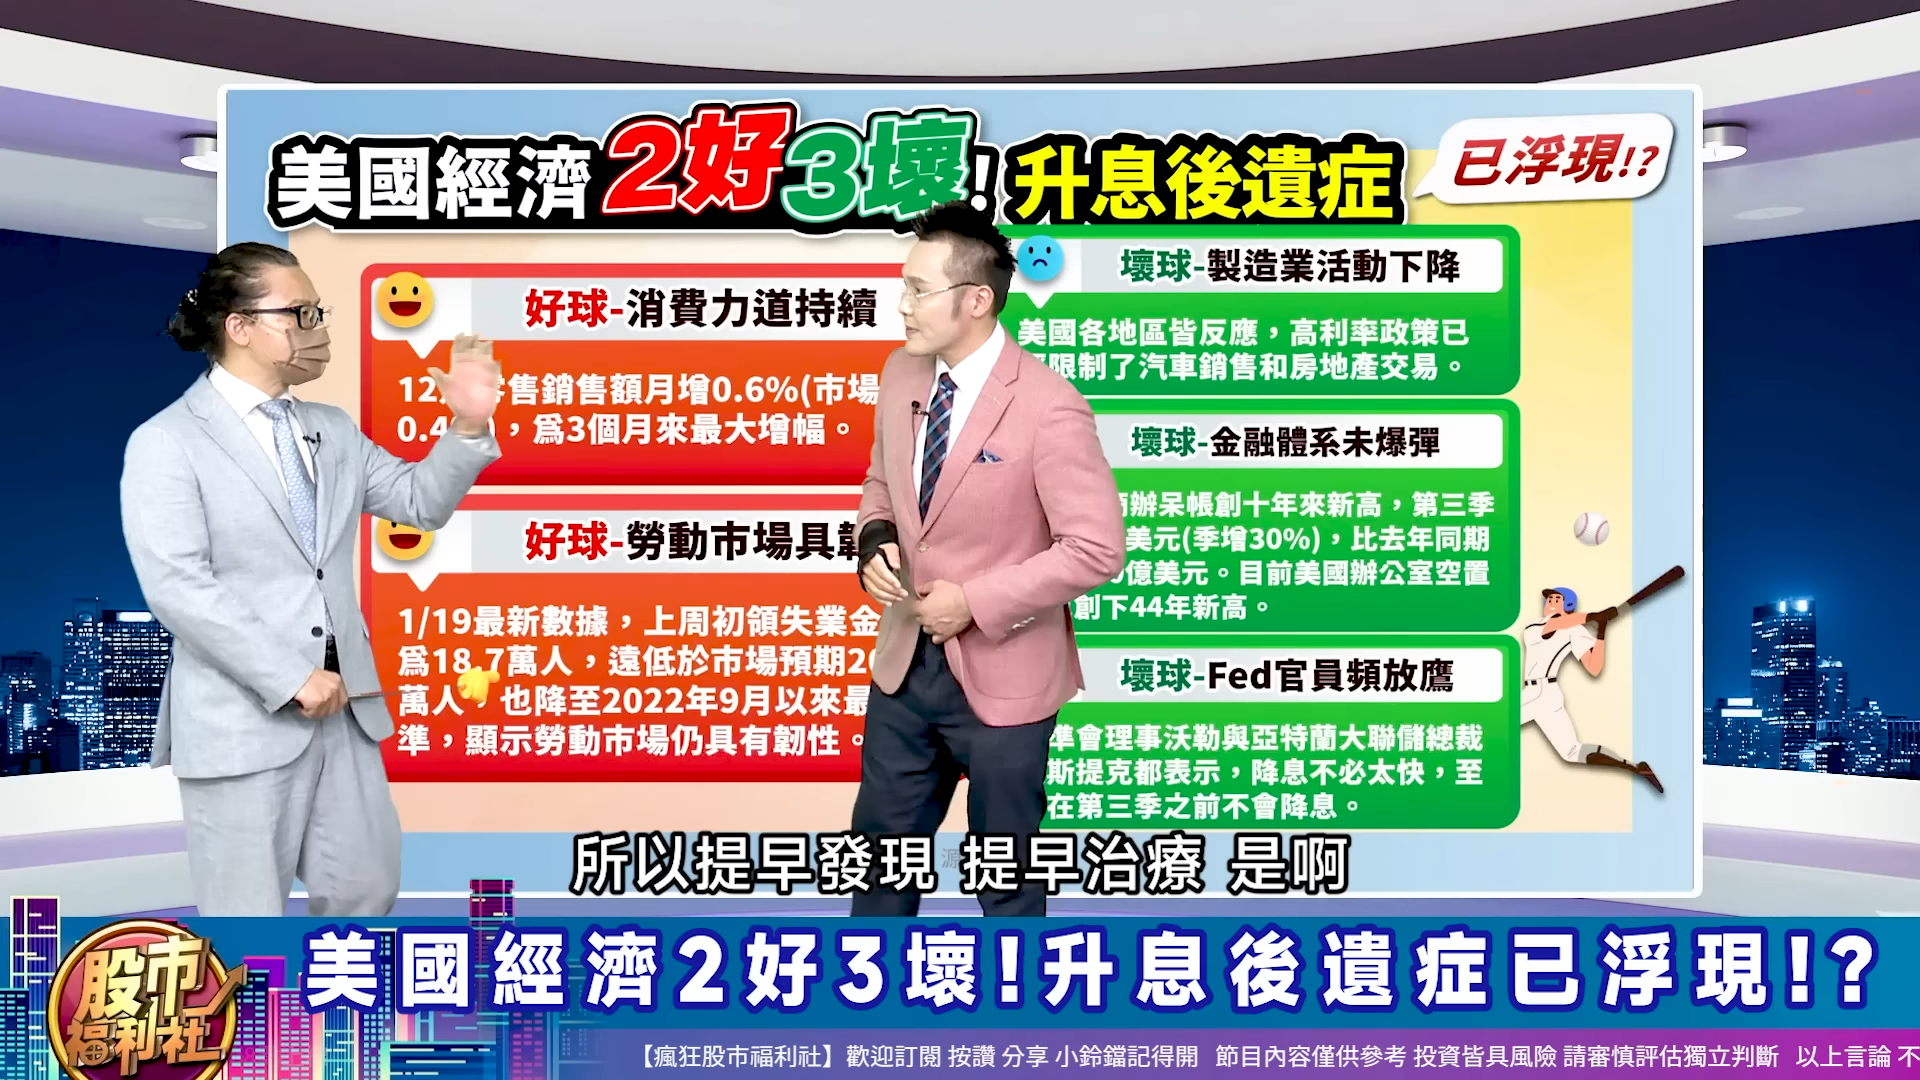 美國經濟2好3壞! 升息後遺症
已浮現!?
好球-消費力道持續
零售銷售額月增0.6%(市場
，為3個月來最大增幅。
好球-勞動市場具
1/19最新數據，上周初領失業金
為18.7萬人，遠低於市場預期
萬人，也降至2022年9月以來最
準，顯示勞動市場仍具有韌性。
壞球-製造業活動下降
美國各地區皆反應，高利率政策已
限制了汽車銷售和房地產交易。
壞球-金融體系未爆彈
辦呆帳創十年來新高，第三季
美元(季增30%)，比去年同期
億美元。目前美國辦公室空置
創下44年新高。
壞球-Fed官員頻放鷹
準會理事沃勒與亞特蘭大聯儲總裁
斯提克都表示，降息不必太快，至
在第三季之前不會降息。
源
所以提早發現 提早治療 是啊
美國經濟2好3壞!升息後遺症已浮現!?
股市
福利社
【瘋狂股市福利社】歡迎訂閱 按讚 分享 小鈴鐺記得開 節目內容僅供參考 投資皆具風險 請審慎評估獨立判斷 以上言論 不